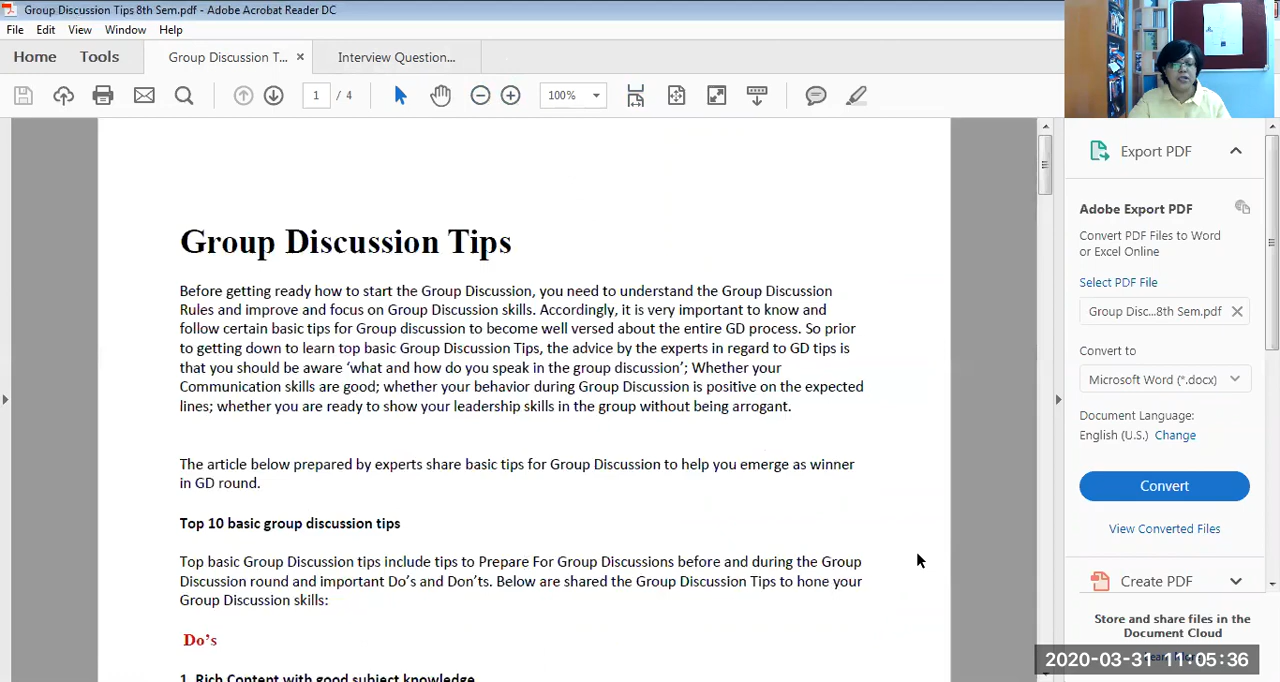 Group Discussion Tips 8th Sem.pdf - Adobe Acrobat Reader DC
File Edit View Window Help
Home Tools Group Discussion T... × Interview Question...
1 / 4 100%
Group Discussion Tips
Before getting ready how to start the Group Discussion, you need to understand the Group Discussion
Rules and improve and focus on Group Discussion skills. Accordingly, it is very important to know and
follow certain basic tips for Group discussion to become well versed about the entire GD process. So prior
to getting down to learn top basic Group Discussion Tips, the advice by the experts in regard to GD tips is
that you should be aware ‘what and how do you speak in the group discussion’; Whether your
Communication skills are good; whether your behavior during Group Discussion is positive on the expected
lines; whether you are ready to show your leadership skills in the group without being arrogant.
The article below prepared by experts share basic tips for Group Discussion to help you emerge as winner
in GD round.
Top 10 basic group discussion tips
Top basic Group Discussion tips include tips to Prepare For Group Discussions before and during the Group
Discussion round and important Do’s and Don’ts. Below are shared the Group Discussion Tips to hone your
Group Discussion skills:
Do’s
1. Rich Content with good subject knowledge
Export PDF
Adobe Export PDF
Convert PDF Files to Word
or Excel Online
Select PDF File
Group Disc...8th Sem.pdf
Convert to
Microsoft Word (*.docx)
Document Language:
English (U.S.) Change
Convert
View Converted Files
Create PDF
Store and share files in the
Document Cloud
2020-03-31 11:05:36